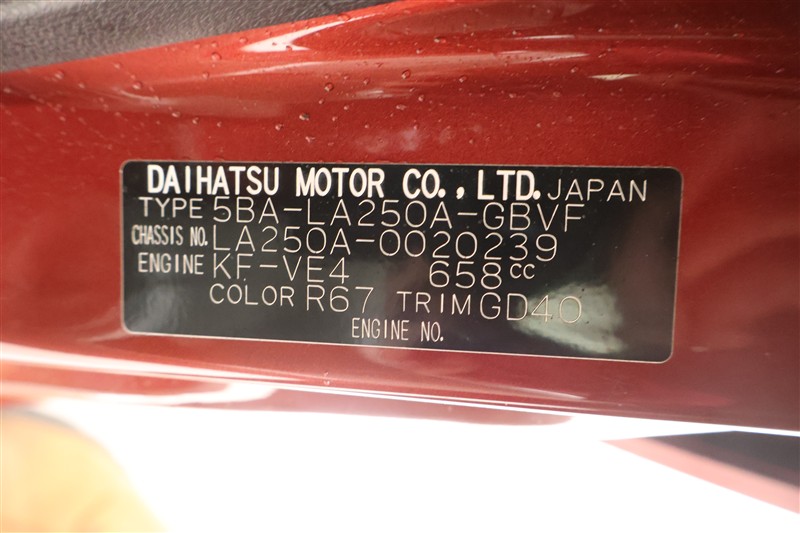 DAIHATSU MOTOR CO., LTD. JAPAN
TYPE 5BA-LA250A-GBVF
CHASSIS NO. LA250A-0020239
ENGINE KF-VE4 658cc
COLOR R67 TRIM GD40
ENGINE NO.